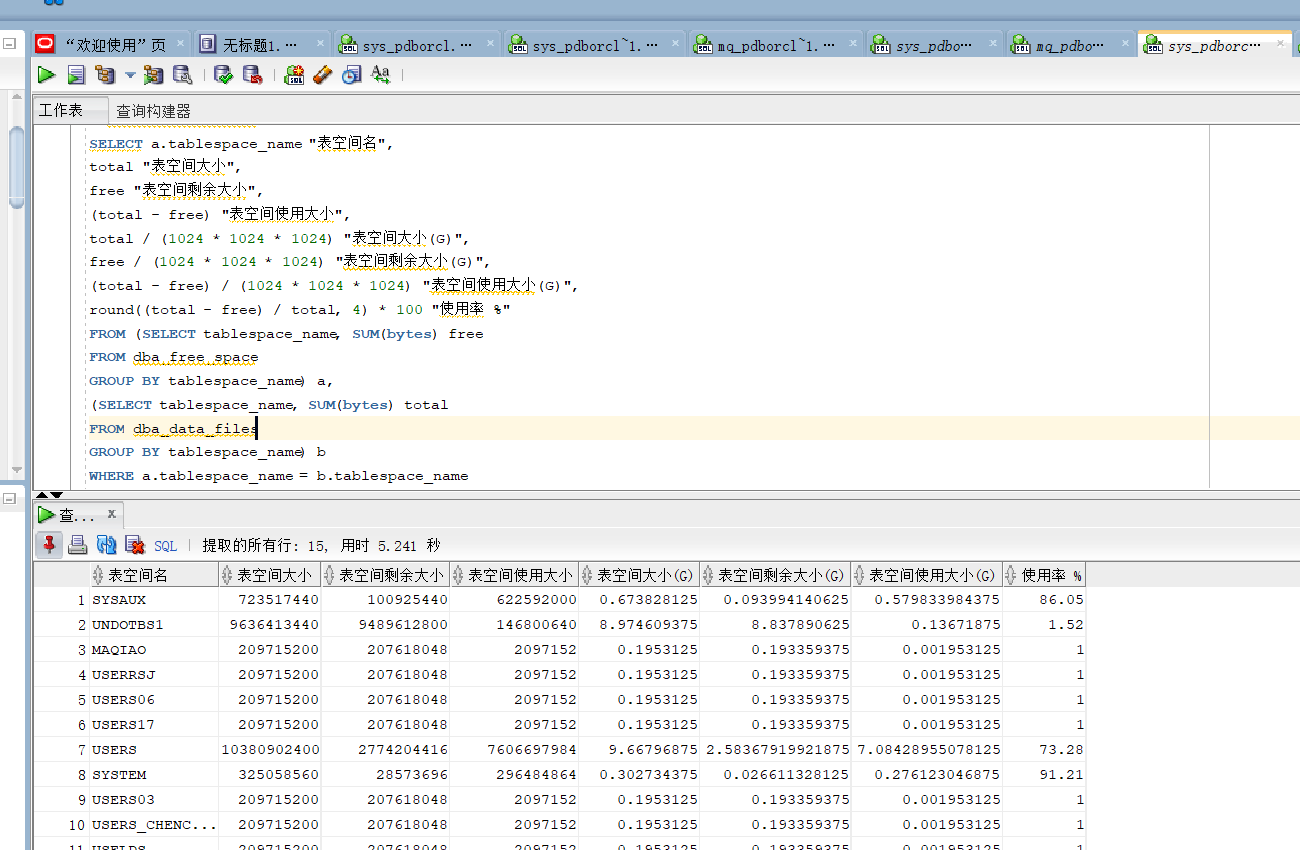 “欢迎使用”页
无标题1.···
sys_pdborcl.···
sys_pdborcl~1.···
mq_pdborcl~1.···
sys_pdbo···
mq_pdbo···
sys_pdborc···
工作表
查询构建器
SELECT a.tablespace_name "表空间名",
total "表空间大小",
free "表空间剩余大小",
(total - free) "表空间使用大小",
total / (1024 * 1024 * 1024) "表空间大小(G)",
free / (1024 * 1024 * 1024) "表空间剩余大小(G)",
(total - free) / (1024 * 1024 * 1024) "表空间使用大小(G)",
round((total - free) / total, 4) * 100 "使用率 %"
FROM (SELECT tablespace_name, SUM(bytes) free
FROM dba_free_space
GROUP BY tablespace_name) a,
(SELECT tablespace_name, SUM(bytes) total
FROM dba_data_files
GROUP BY tablespace_name) b
WHERE a.tablespace_name = b.tablespace_name
查...
SQL 提取的所有行: 15, 用时 5.241 秒
表空间名 表空间大小 表空间剩余大小 表空间使用大小 表空间大小(G) 表空间剩余大小(G) 表空间使用大小(G) 使用率 %
1 SYSAUX 723517440 100925440 622592000 0.673828125 0.093994140625 0.579833984375 86.05
2 UNDOTBS1 9636413440 9489612800 146800640 8.974609375 8.837890625 0.13671875 1.52
3 MAQIAO 209715200 207618048 2097152 0.1953125 0.193359375 0.001953125 1
4 USERRSJ 209715200 207618048 2097152 0.1953125 0.193359375 0.001953125 1
5 USERS06 209715200 207618048 2097152 0.1953125 0.193359375 0.001953125 1
6 USERS17 209715200 207618048 2097152 0.1953125 0.193359375 0.001953125 1
7 USERS 10380902400 2774204416 7606697984 9.66796875 2.58367919921875 7.08428955078125 73.28
8 SYSTEM 325058560 28573696 296484864 0.302734375 0.026611328125 0.276123046875 91.21
9 USERS03 209715200 207618048 2097152 0.1953125 0.193359375 0.001953125 1
10 USERS_CHENC... 209715200 207618048 2097152 0.1953125 0.193359375 0.001953125 1
11 209715200 207618048 2097152 0.1953125 0.193359375 0.001953125 1